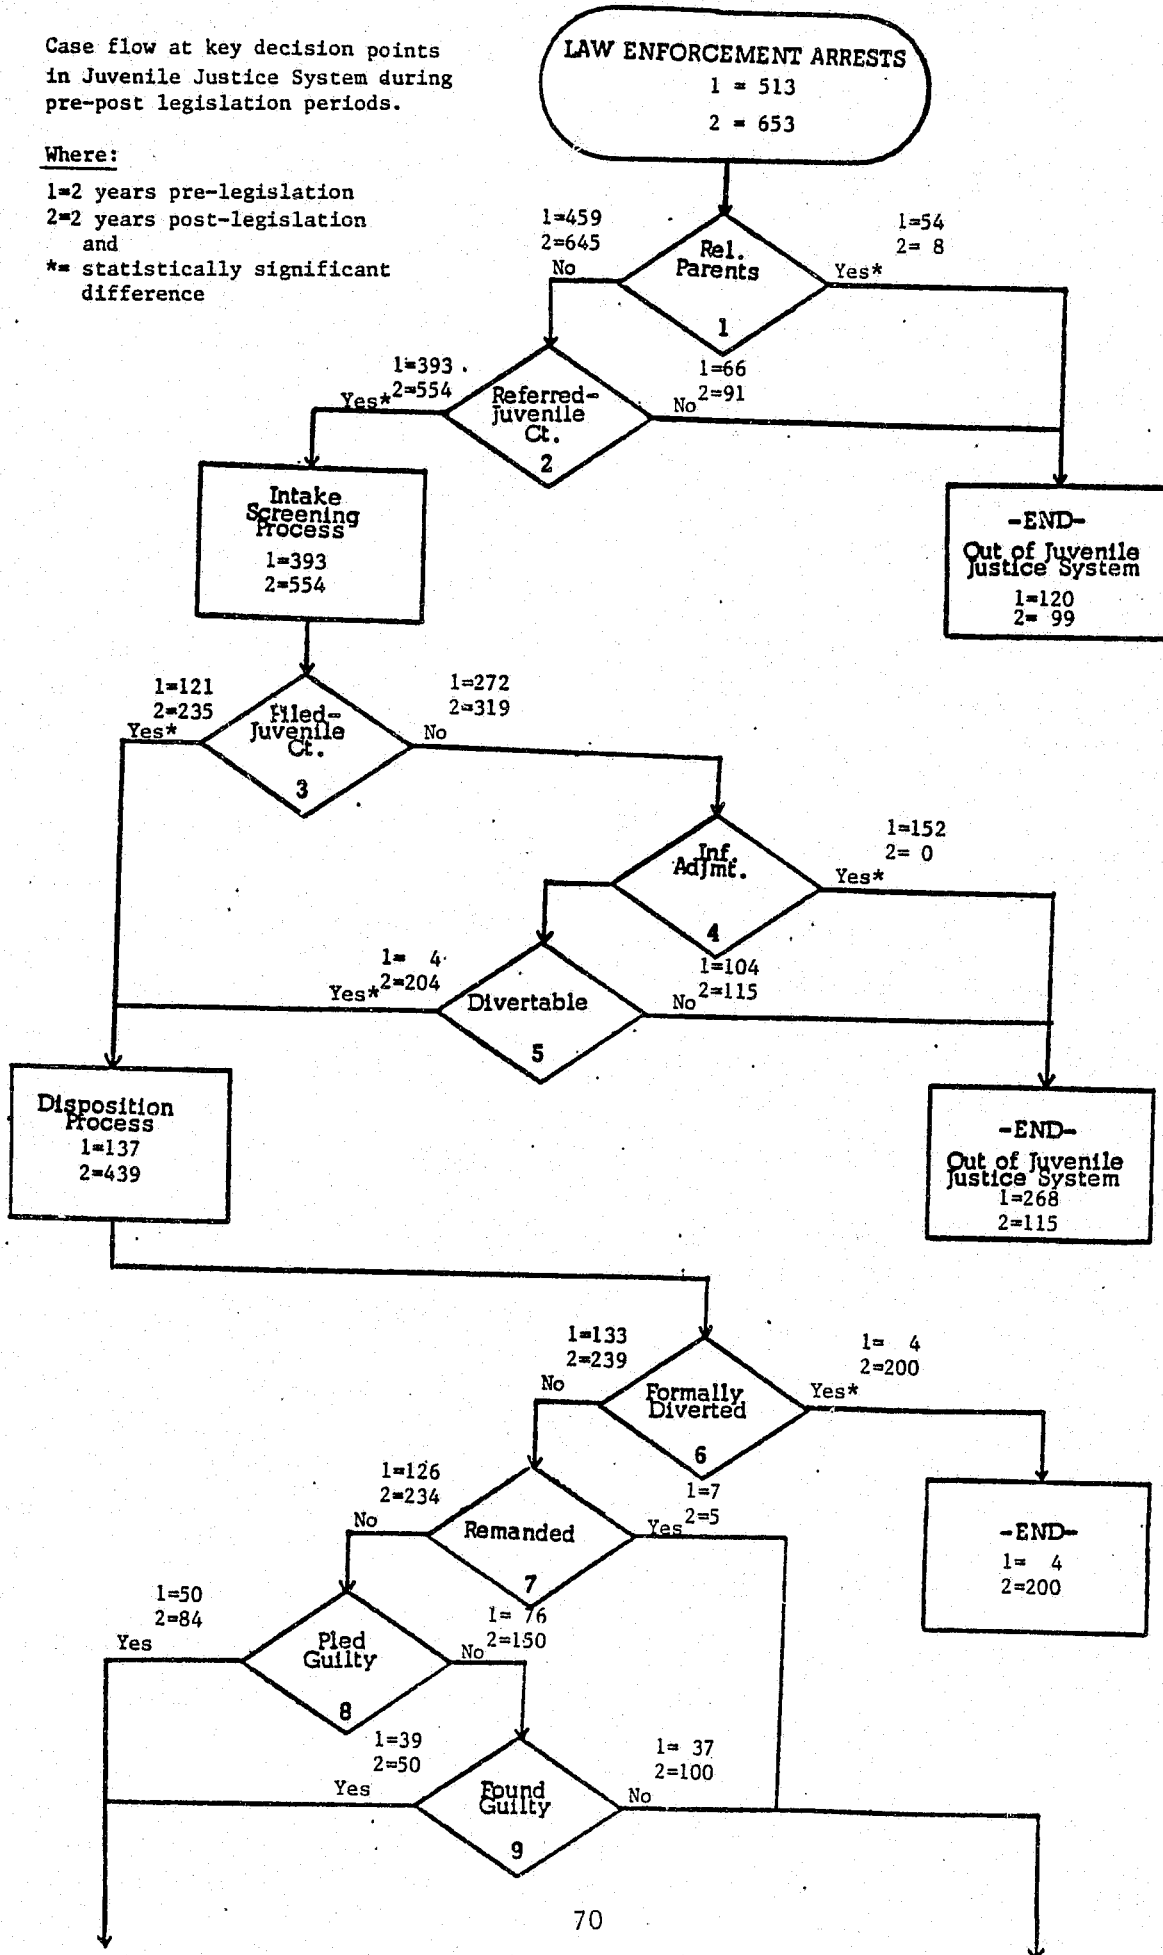 Case flow at key decision points
in Juvenile Justice System during
pre-post legislation periods.
Where:
1=2 years pre-legislation
2=2 years post-legislation
and
*= statistically significant
difference
LAW ENFORCEMENT ARRESTS
1 = 513
2 = 653
1=459
2=645
No
Rel.
Parents
1
1=54
2= 8
Yes*
1=393
2=554
Yes*
Referred-
Juvenile
Ct.
2
1=66
2=91
No
Intake
Screening
Process
1=393
2=554
-END-
Out of Juvenile
Justice System
1=120
2= 99
1=121
2=235
Yes*
Filed-
Juvenile
Ct.
3
1=272
2=319
No
Inf.
Adjmt.
4
1=152
2= 0
Yes*
1= 4
2=204
Yes*
Divertable
5
1=104
2=115
No
Disposition
Process
1=137
2=439
-END-
Out of Juvenile
Justice System
1=268
2=115
1=133
2=239
No
Formally
Diverted
6
1= 4
2=200
Yes*
1=126
2=234
No
Remanded
7
1=7
2=5
Yes
-END-
1= 4
2=200
1=50
2=84
Yes
Pled
Guilty
8
1= 76
2=150
No
1=39
2=50
Yes
Found
Guilty
9
1= 37
2=100
No
70